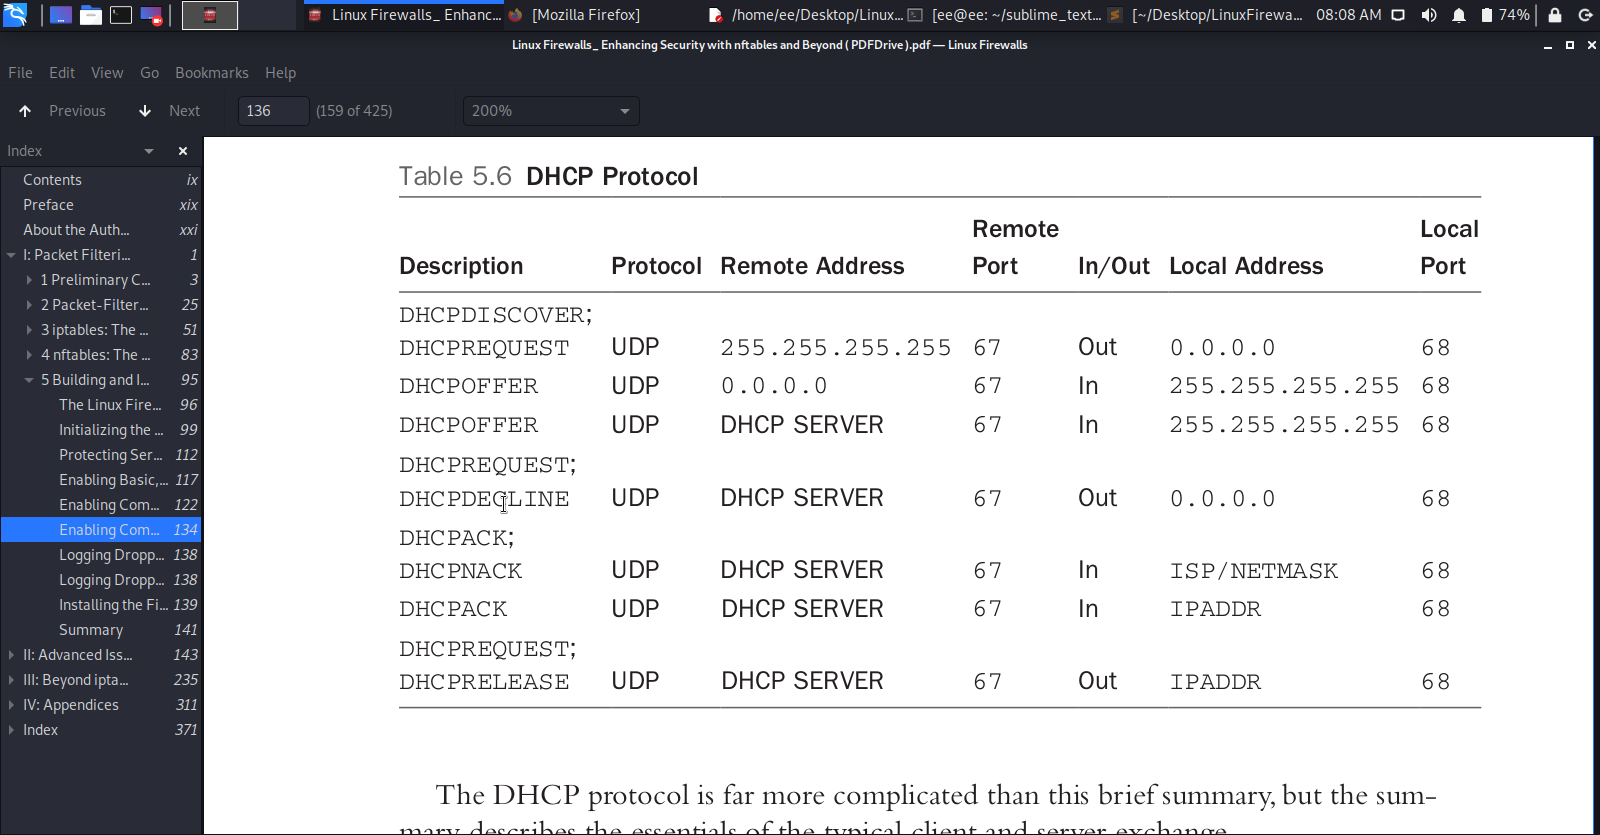 Linux Firewalls_ Enhanc... [Mozilla Firefox] /home/ee/Desktop/Linux... [ee@ee: ~/sublime_text... [~/Desktop/LinuxFirewa... 08:08 AM 74%
Linux Firewalls_ Enhancing Security with nftables and Beyond ( PDFDrive ).pdf — Linux Firewalls
File Edit View Go Bookmarks Help
Previous Next 136 (159 of 425) 200%
Index
Contents ix
Preface xix
About the Auth... xxi
I: Packet Filteri... 1
1 Preliminary C... 3
2 Packet-Filter... 25
3 iptables: The ... 51
4 nftables: The ... 83
5 Building and I... 95
The Linux Fire... 96
Initializing the ... 99
Protecting Ser... 112
Enabling Basic,... 117
Enabling Com... 122
Enabling Com... 134
Logging Dropp... 138
Logging Dropp... 138
Installing the Fi... 139
Summary 141
II: Advanced Iss... 143
III: Beyond ipta... 235
IV: Appendices 311
Index 371
Table 5.6 DHCP Protocol
Remote Local
Description Protocol Remote Address Port In/Out Local Address Port
DHCPDISCOVER;
DHCPREQUEST UDP 255.255.255.255 67 Out 0.0.0.0 68
DHCPOFFER UDP 0.0.0.0 67 In 255.255.255.255 68
DHCPOFFER UDP DHCP SERVER 67 In 255.255.255.255 68
DHCPREQUEST;
DHCPDECLINE UDP DHCP SERVER 67 Out 0.0.0.0 68
DHCPACK;
DHCPNACK UDP DHCP SERVER 67 In ISP/NETMASK 68
DHCPACK UDP DHCP SERVER 67 In IPADDR 68
DHCPREQUEST;
DHCPRELEASE UDP DHCP SERVER 67 Out IPADDR 68
The DHCP protocol is far more complicated than this brief summary, but the sum-
mary describes the essentials of the typical client and server exchange.